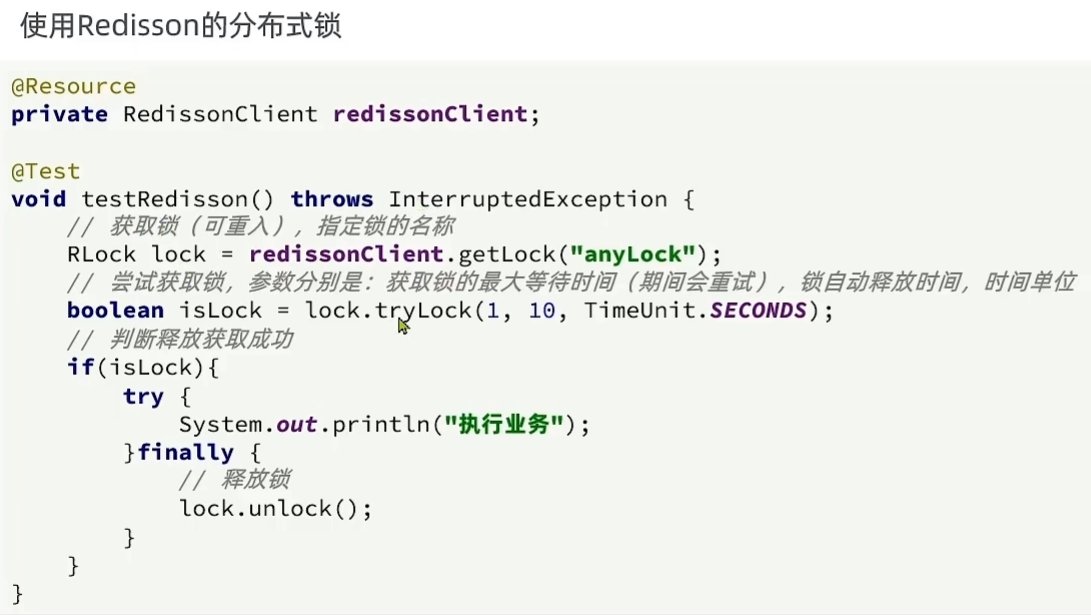 使用Redisson的分布式锁
@Resource
private RedissonClient redissonClient;
@Test
void testRedisson() throws InterruptedException {
// 获取锁（可重入），指定锁的名称
RLock lock = redissonClient.getLock("anyLock");
// 尝试获取锁，参数分别是：获取锁的最大等待时间（期间会重试），锁自动释放时间，时间单位
boolean isLock = lock.tryLock(1, 10, TimeUnit.SECONDS);
// 判断释放获取成功
if(isLock){
try {
System.out.println("执行业务");
}finally {
// 释放锁
lock.unlock();
}
}
}